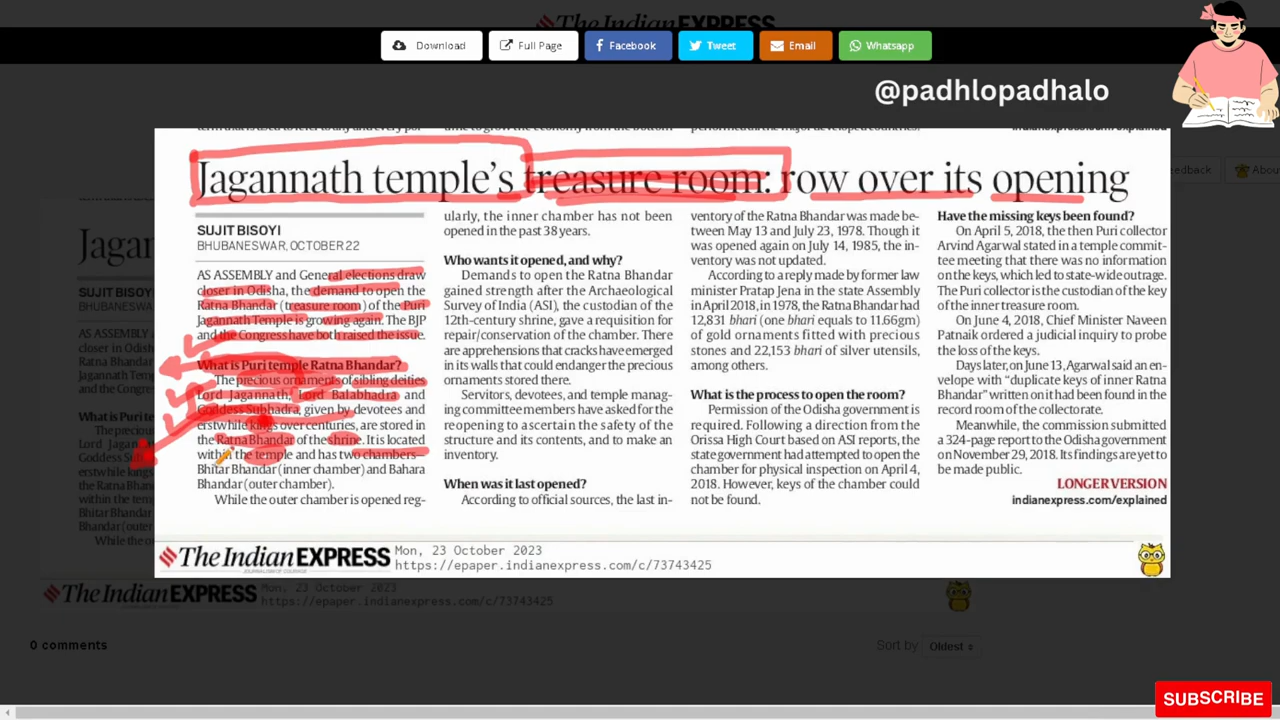 The Indian EXPRESS
Download
Full Page
Facebook
Tweet
Email
Whatsapp
@padhlopadhalo
indianexpress.com/explained
Jagannath temple's treasure room: row over its opening
SUJIT BISOYI
BHUBANESWAR, OCTOBER 22
AS ASSEMBLY and General elections draw
closer in Odisha, the demand to open the
Ratna Bhandar (treasure room) of the Puri
Jagannath Temple is growing again. The BJP
and the Congress have both raised the issue.
What is Puri temple Ratna Bhandar?
The precious ornaments of sibling deities
Lord Jagannath, Lord Balabhadra and
Goddess Subhadra, given by devotees and
erstwhile kings over centuries, are stored in
the Ratna Bhandar of the shrine. It is located
within the temple and has two chambers—
Bhitar Bhandar (inner chamber) and Bahara
Bhandar (outer chamber).
While the outer chamber is opened reg-
ularly, the inner chamber has not been
opened in the past 38 years.
Who wants it opened, and why?
Demands to open the Ratna Bhandar
gained strength after the Archaeological
Survey of India (ASI), the custodian of the
12th-century shrine, gave a requisition for
repair/conservation of the chamber. There
are apprehensions that cracks have emerged
in its walls that could endanger the precious
ornaments stored there.
Servitors, devotees, and temple manag-
ing committee members have asked for the
reopening to ascertain the safety of the
structure and its contents, and to make an
inventory.
When was it last opened?
According to official sources, the last in-
ventory of the Ratna Bhandar was made be-
tween May 13 and July 23, 1978. Though it
was opened again on July 14, 1985, the in-
ventory was not updated.
According to a reply made by former law
minister Pratap Jena in the state Assembly
in April 2018, in 1978, the Ratna Bhandar had
12,831 bhari (one bhari equals to 11.66gm)
of gold ornaments fitted with precious
stones and 22,153 bhari of silver utensils,
among others.
What is the process to open the room?
Permission of the Odisha government is
required. Following a direction from the
Orissa High Court based on ASI reports, the
state government had attempted to open the
chamber for physical inspection on April 4,
2018. However, keys of the chamber could
not be found.
Have the missing keys been found?
On April 5, 2018, the then Puri collector
Arvind Agarwal stated in a temple commit-
tee meeting that there was no information
on the keys, which led to state-wide outrage.
The Puri collector is the custodian of the key
of the inner treasure room.
On June 4, 2018, Chief Minister Naveen
Patnaik ordered a judicial inquiry to probe
the loss of the keys.
Days later, on June 13, Agarwal said an en-
velope with "duplicate keys of inner Ratna
Bhandar" written on it had been found in the
record room of the collectorate.
Meanwhile, the commission submitted
a 324-page report to the Odisha government
on November 29, 2018. Its findings are yet to
be made public.
LONGER VERSION
indianexpress.com/explained
The Indian EXPRESS
JOURNALISM OF COURAGE
Mon, 23 October 2023
https://epaper.indianexpress.com/c/73743425
The Indian EXPRESS
Mon, 23 October 2023
https://epaper.indianexpress.com/c/73743425
0 comments
Sort by
Oldest
SUBSCRIBE